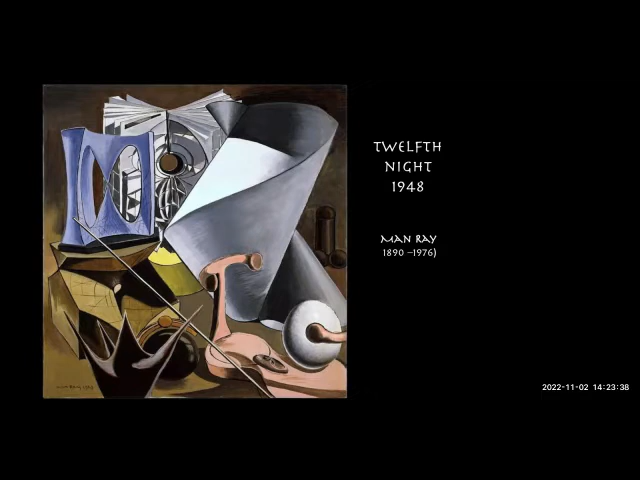 TWELFTH
NIGHT
1948
MAN RAY
1890 –1976)
2022-11-02 14:23:38